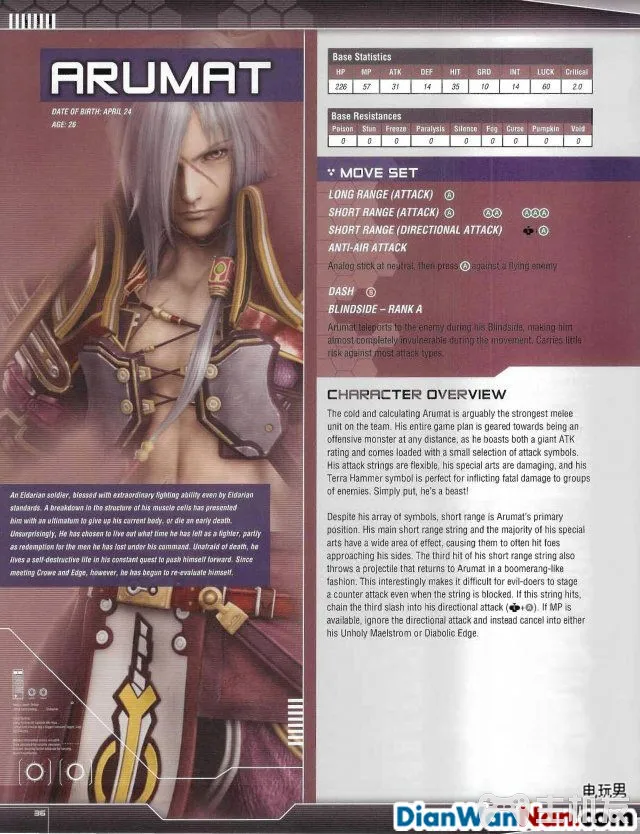 ARUMAT
DATE OF BIRTH: APRIL 24
AGE: 26
An Eldarian soldier, blessed with extraordinary fighting ability even by Eldarian
standards. A breakdown in the structure of his muscle cells has presented
him with an ultimatum to give up his current body, or die an early death.
Unsurprisingly, He has chosen to live out what time he has left as a fighter, partly
as redemption for the men he has lost under his command. Unafraid of death, he
lives a self-destructive life in his constant quest to push himself forward. Since
meeting Crowe and Edge, however, he has begun to re-evaluate himself.
36
Base Statistics
HP MP ATK DEF HIT GRD INT LUCK Critical
226 57 31 14 35 10 14 60 2.0
Base Resistances
Poison Stun Freeze Paralysis Silence Fog Curse Pumpkin Void
0 0 0 0 0 0 0 0 0
MOVE SET
LONG RANGE (ATTACK) A
SHORT RANGE (ATTACK) A AA AAA
SHORT RANGE (DIRECTIONAL ATTACK) +A
ANTI-AIR ATTACK
Analog stick at neutral, then press A against a flying enemy
DASH B
BLINDSIDE – RANK A
Arumat teleports to the enemy during his Blindside, making him
almost completely invulnerable during the movement. Carries little
risk against most attack types.
CHARACTER OVERVIEW
The cold and calculating Arumat is arguably the strongest melee
unit on the team. His entire game plan is geared towards being an
offensive monster at any distance, as he boasts both a giant ATK
rating and comes loaded with a small selection of attack symbols.
His attack strings are flexible, his special arts are damaging, and his
Terra Hammer symbol is perfect for inflicting fatal damage to groups
of enemies. Simply put, he's a beast!
Despite his array of symbols, short range is Arumat's primary
position. His main short range string and the majority of his special
arts have a wide area of effect, causing them to often hit foes
approaching his sides. The third hit of his short range string also
throws a projectile that returns to Arumat in a boomerang-like
fashion. This interestingly makes it difficult for evil-doers to stage
a counter attack even when the string is blocked. If this string hits,
chain the third slash into his directional attack (+A). If MP is
available, ignore the directional attack and instead cancel into either
his Unholy Maelstrom or Diabolic Edge.
电玩男
DianWanNan.com